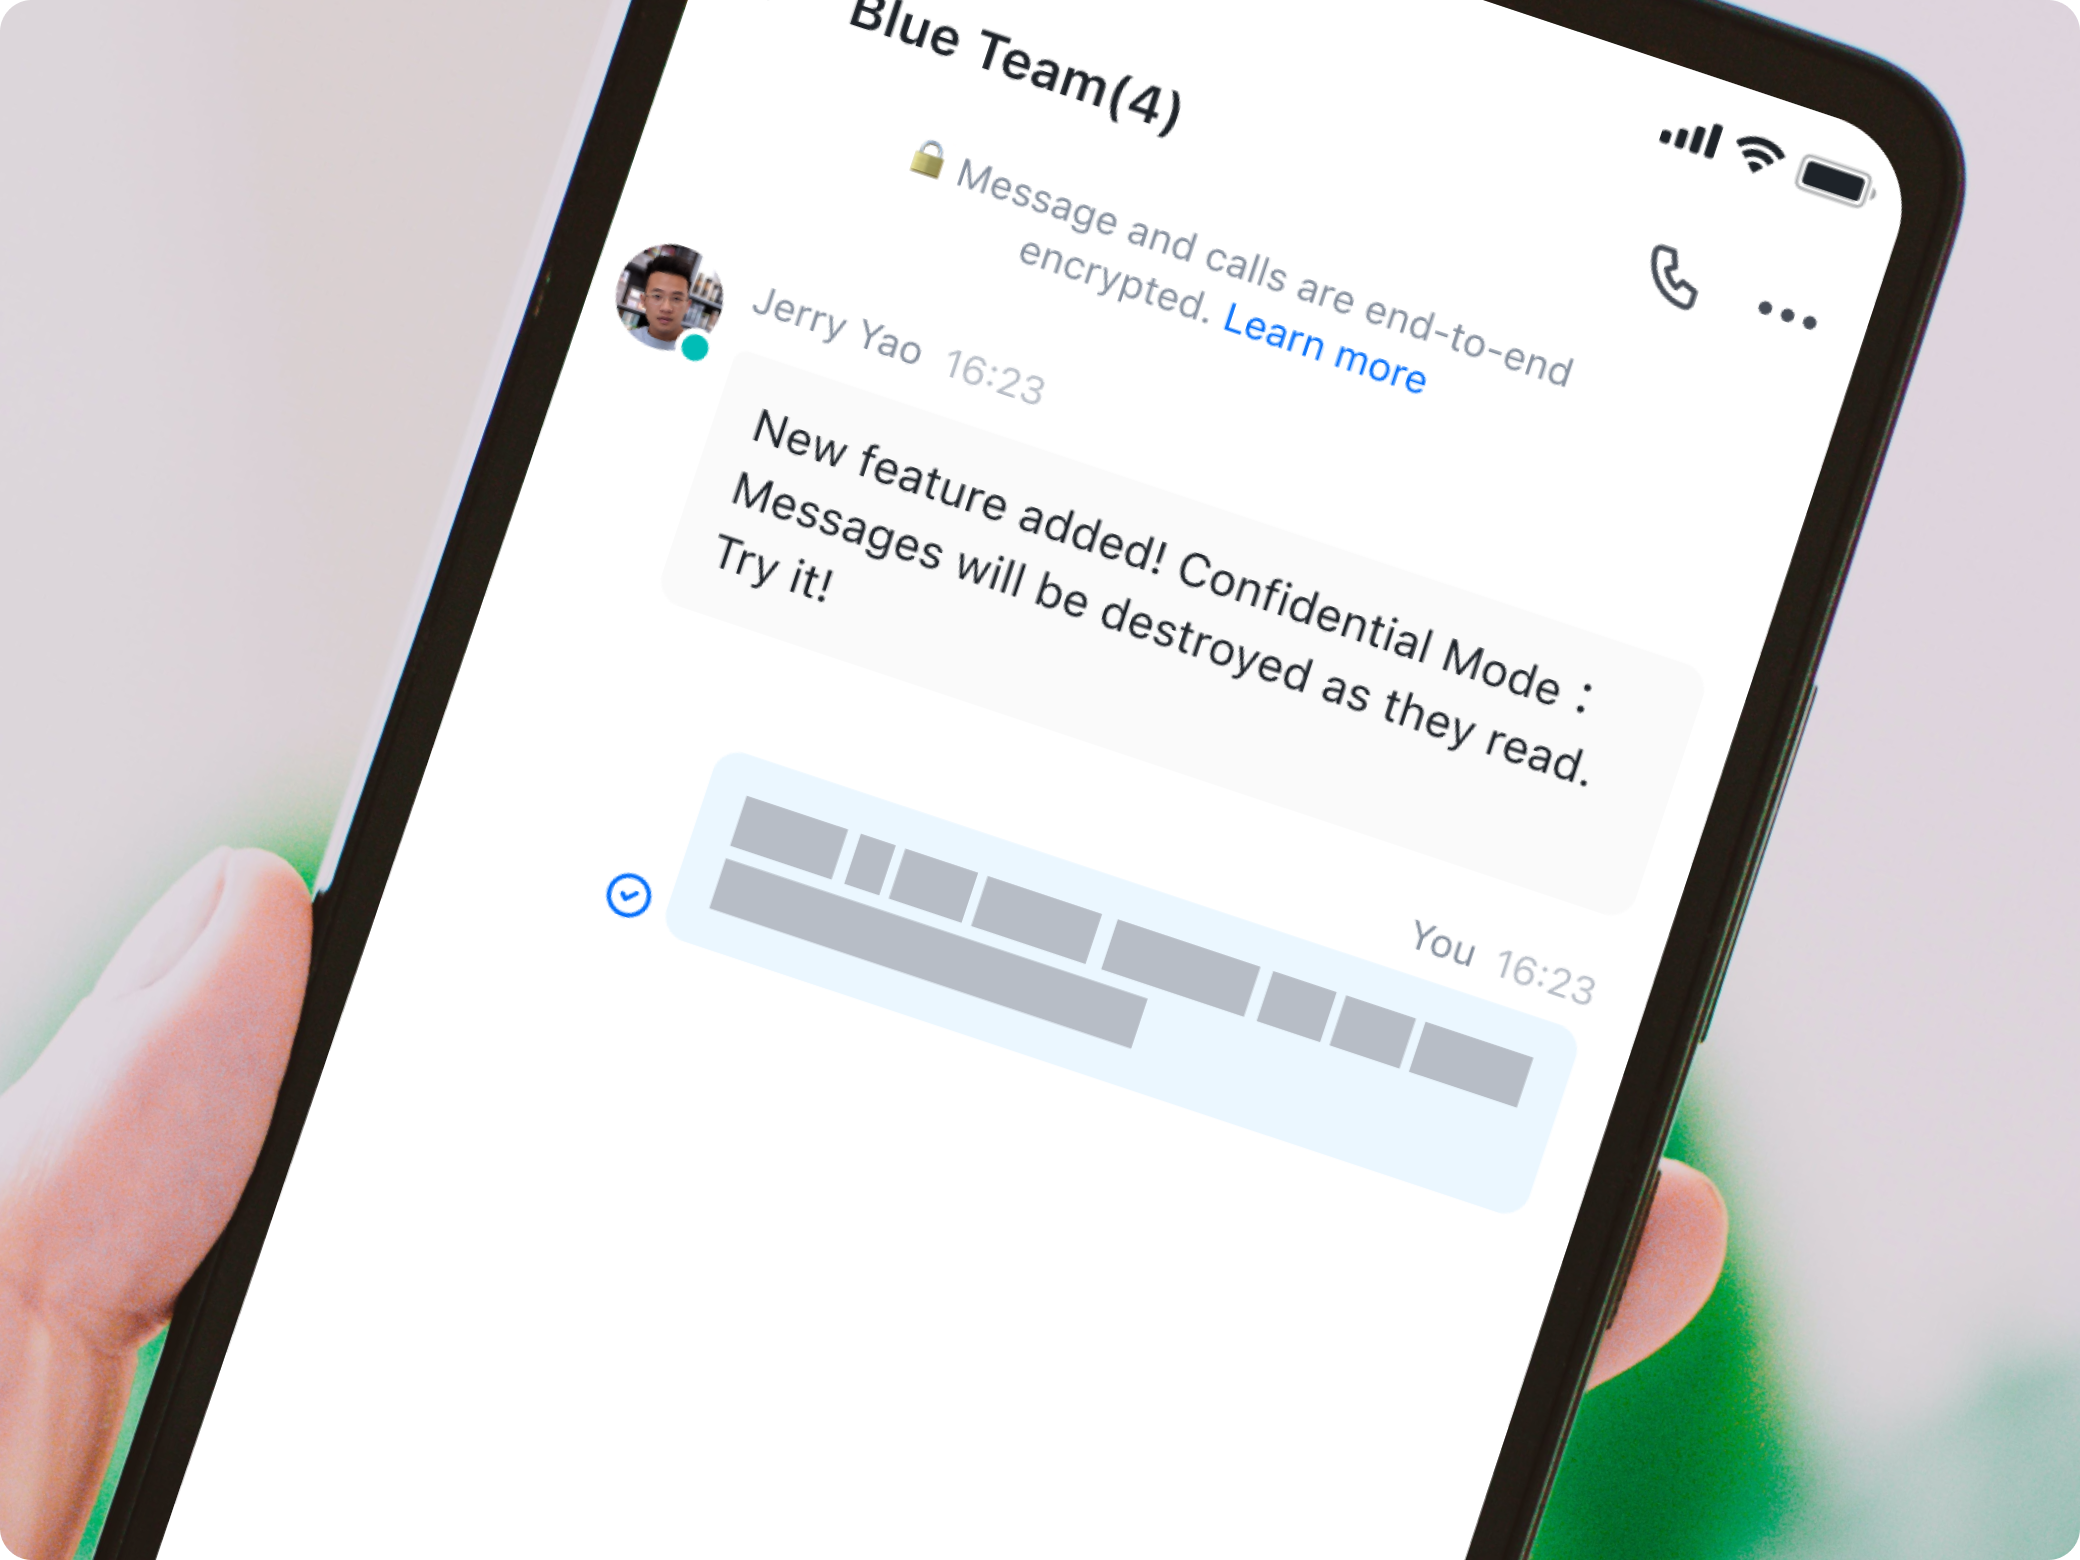 Blue Team(4)
🔒 Message and calls are end-to-end
encrypted. Learn more
Jerry Yao 16:23
New feature added! Confidential Mode :
Messages will be destroyed as they read.
Try it!
You 16:23